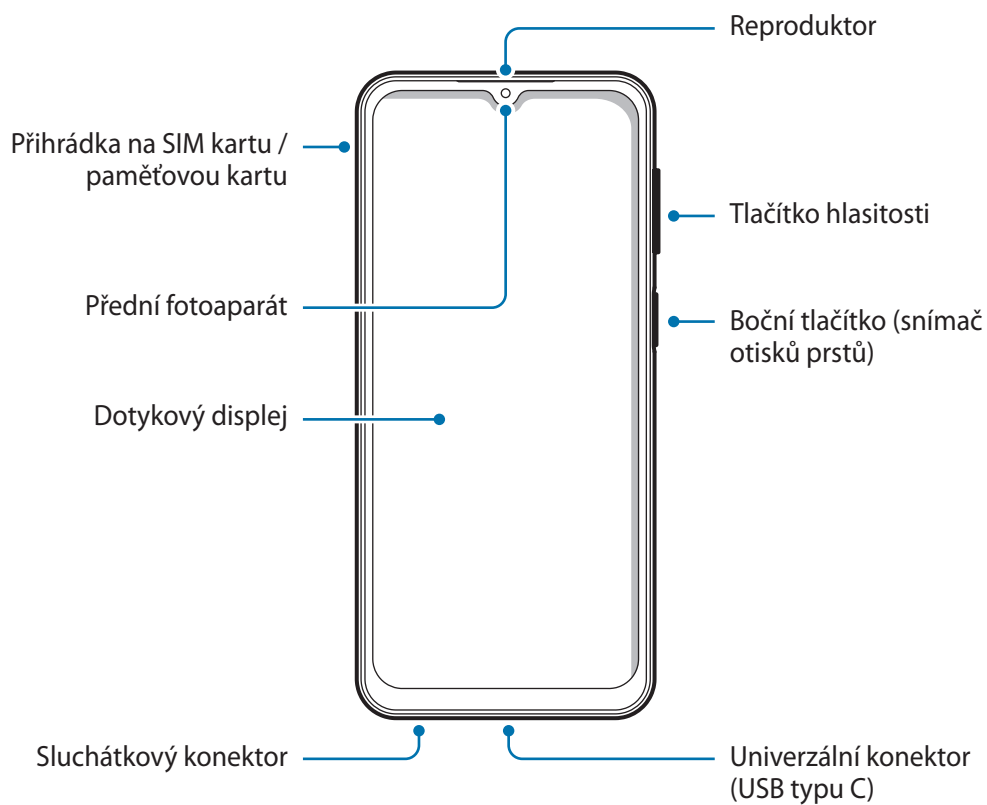 Reproduktor
Přihrádka na SIM kartu /
paměťovou kartu
Tlačítko hlasitosti
Přední fotoaparát
Boční tlačítko (snímač
otisků prstů)
Dotykový displej
Sluchátkový konektor
Univerzální konektor
(USB typu C)